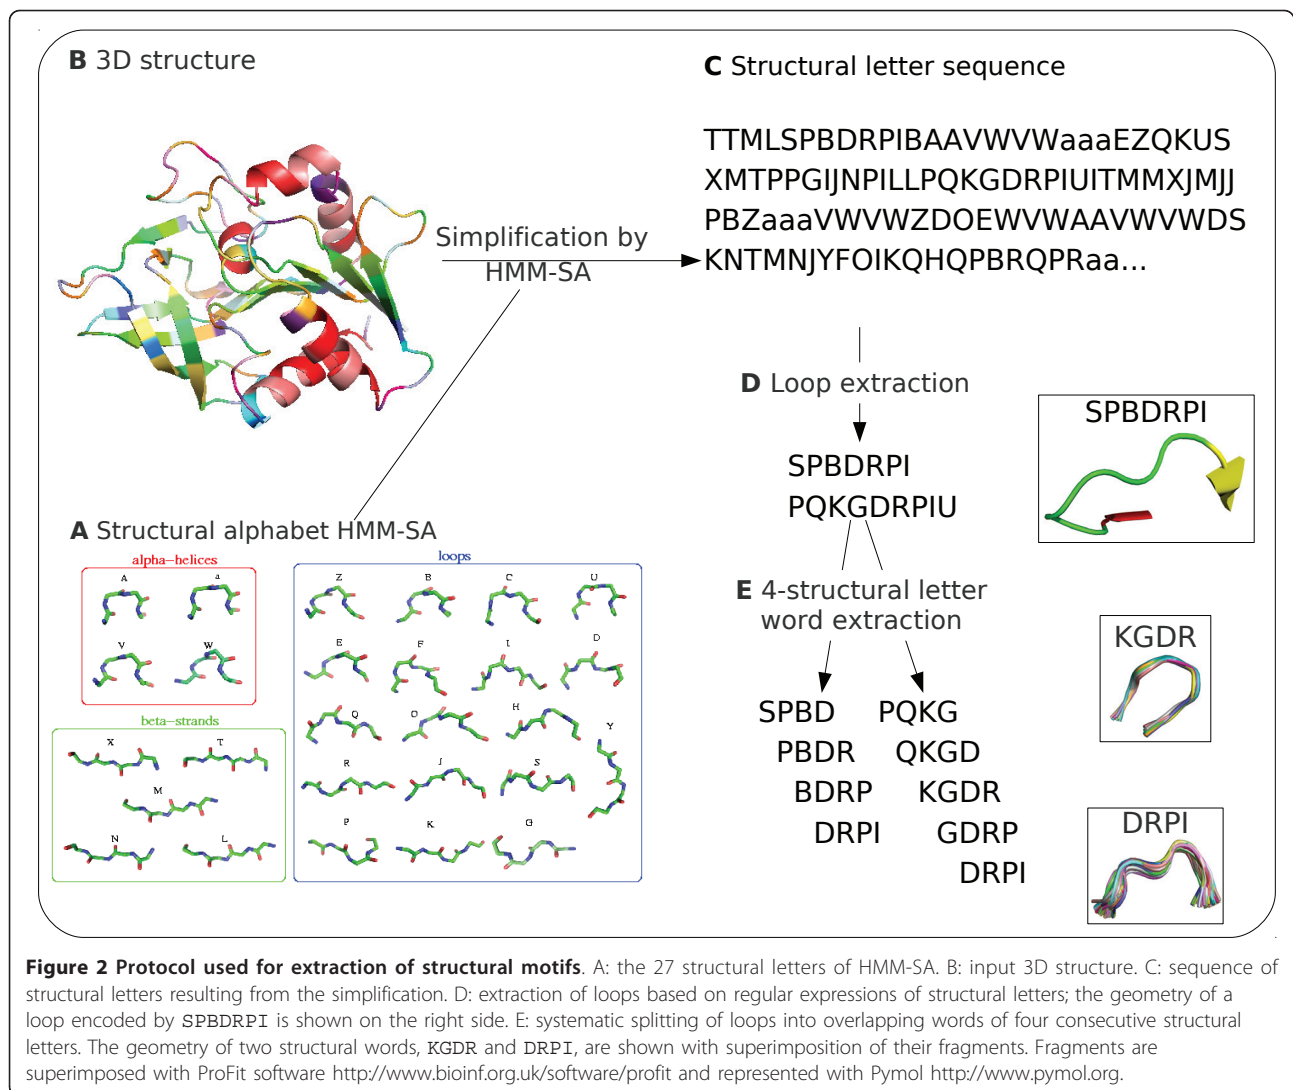 B 3D structure
C Structural letter sequence
TTMLSPBDRPIBAAVWVWaaaEZQKUS
XMTPPGIJNPILLPQKGDRPIUITMMXJMJJ
PBZaaaVWVWZDOEWVWAAVWVWDS
KNTMNJYFOIKQHQPBRQPRaa...
Simplification by
HMM-SA
D Loop extraction
SPBDRPI
PQKGDRPIU
SPBDRPI
A Structural alphabet HMM-SA
alpha-helices
A a
V W
beta-strands
X T
M
N L
loops
Z B C U
E F I D
Q O H Y
R J S
P K G
E 4-structural letter
word extraction
SPBD PQKG
PBDR QKGD
BDRP KGDR
DRPI GDRP
DRPI
KGDR
DRPI
Figure 2 Protocol used for extraction of structural motifs. A: the 27 structural letters of HMM-SA. B: input 3D structure. C: sequence of
structural letters resulting from the simplification. D: extraction of loops based on regular expressions of structural letters; the geometry of a
loop encoded by SPBDRPI is shown on the right side. E: systematic splitting of loops into overlapping words of four consecutive structural
letters. The geometry of two structural words, KGDR and DRPI, are shown with superimposition of their fragments. Fragments are
superimposed with ProFit software http://www.bioinf.org.uk/software/profit and represented with Pymol http://www.pymol.org.